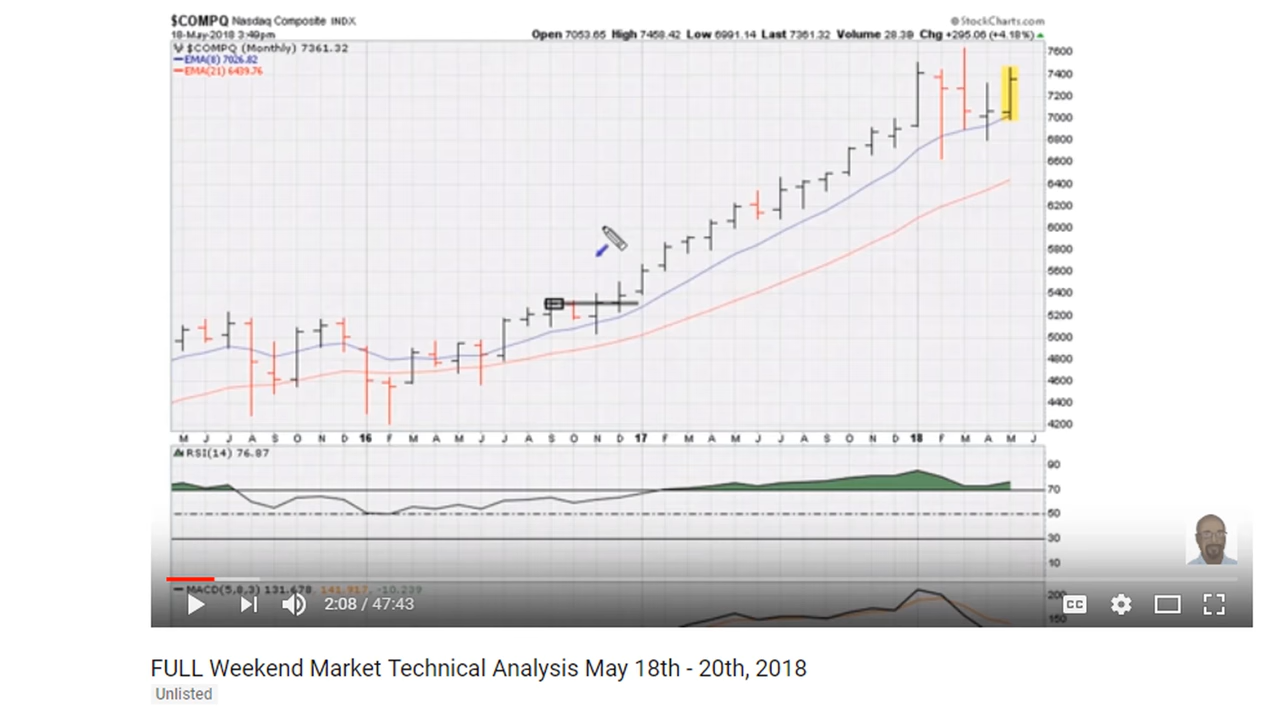 $COMPQ Nasdaq Composite INDX
© StockCharts.com
18-May-2018 3:49pm
Open 7053.65 High 7458.42 Low 6991.14 Last 7361.32 Volume 28.3B Chg +295.06 (+4.18%)
$COMPQ (Monthly) 7361.32
EMA(8) 7026.82
EMA(21) 6439.76
7600
7400
7200
7000
6800
6600
6400
6200
6000
5800
5600
5400
5200
5000
4800
4600
4400
4200
M J J A S O N D 16 F M A M J J A S O N D 17 F M A M J J A S O N D 18 F M A M J
RSI(14) 76.87
90
70
50
30
10
MACD(5,8,3) 131.678, 141.917, -10.239
200
150
2:08 / 47:43
CC
FULL Weekend Market Technical Analysis May 18th - 20th, 2018
Unlisted